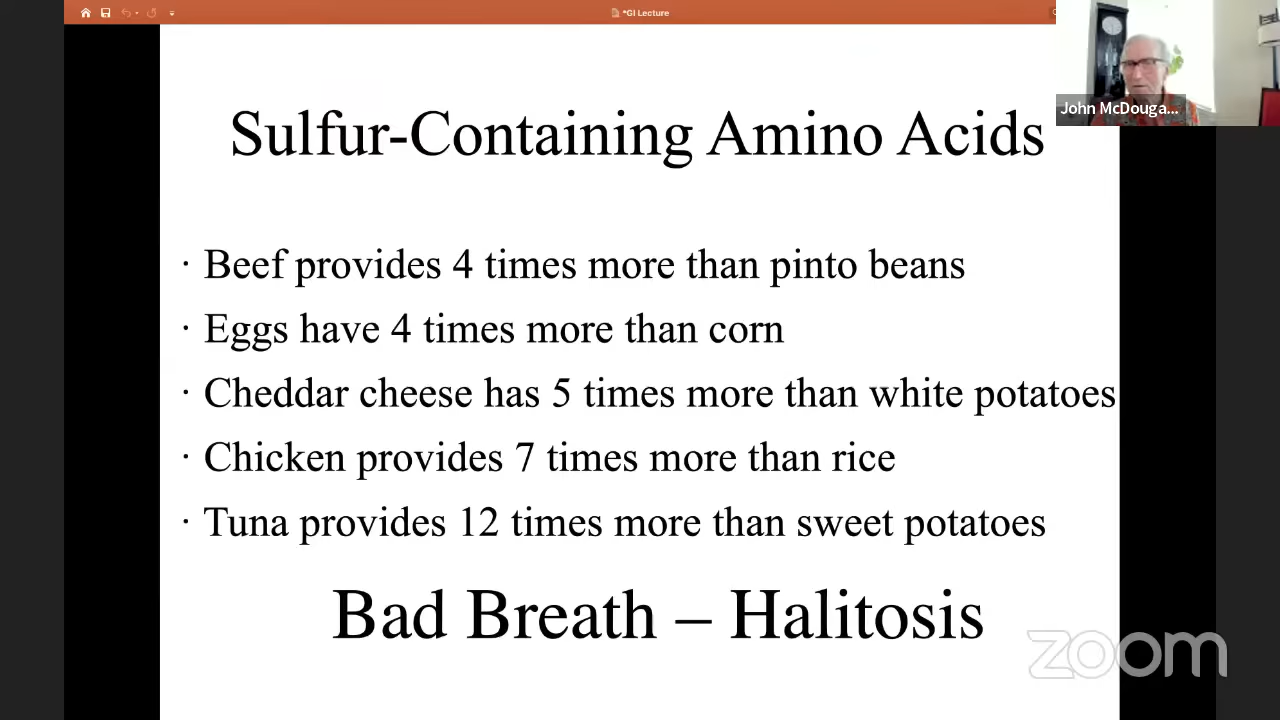 *GI Lecture
John McDouga...
Sulfur-Containing Amino Acids
· Beef provides 4 times more than pinto beans
· Eggs have 4 times more than corn
· Cheddar cheese has 5 times more than white potatoes
· Chicken provides 7 times more than rice
· Tuna provides 12 times more than sweet potatoes
Bad Breath – Halitosis
zoom